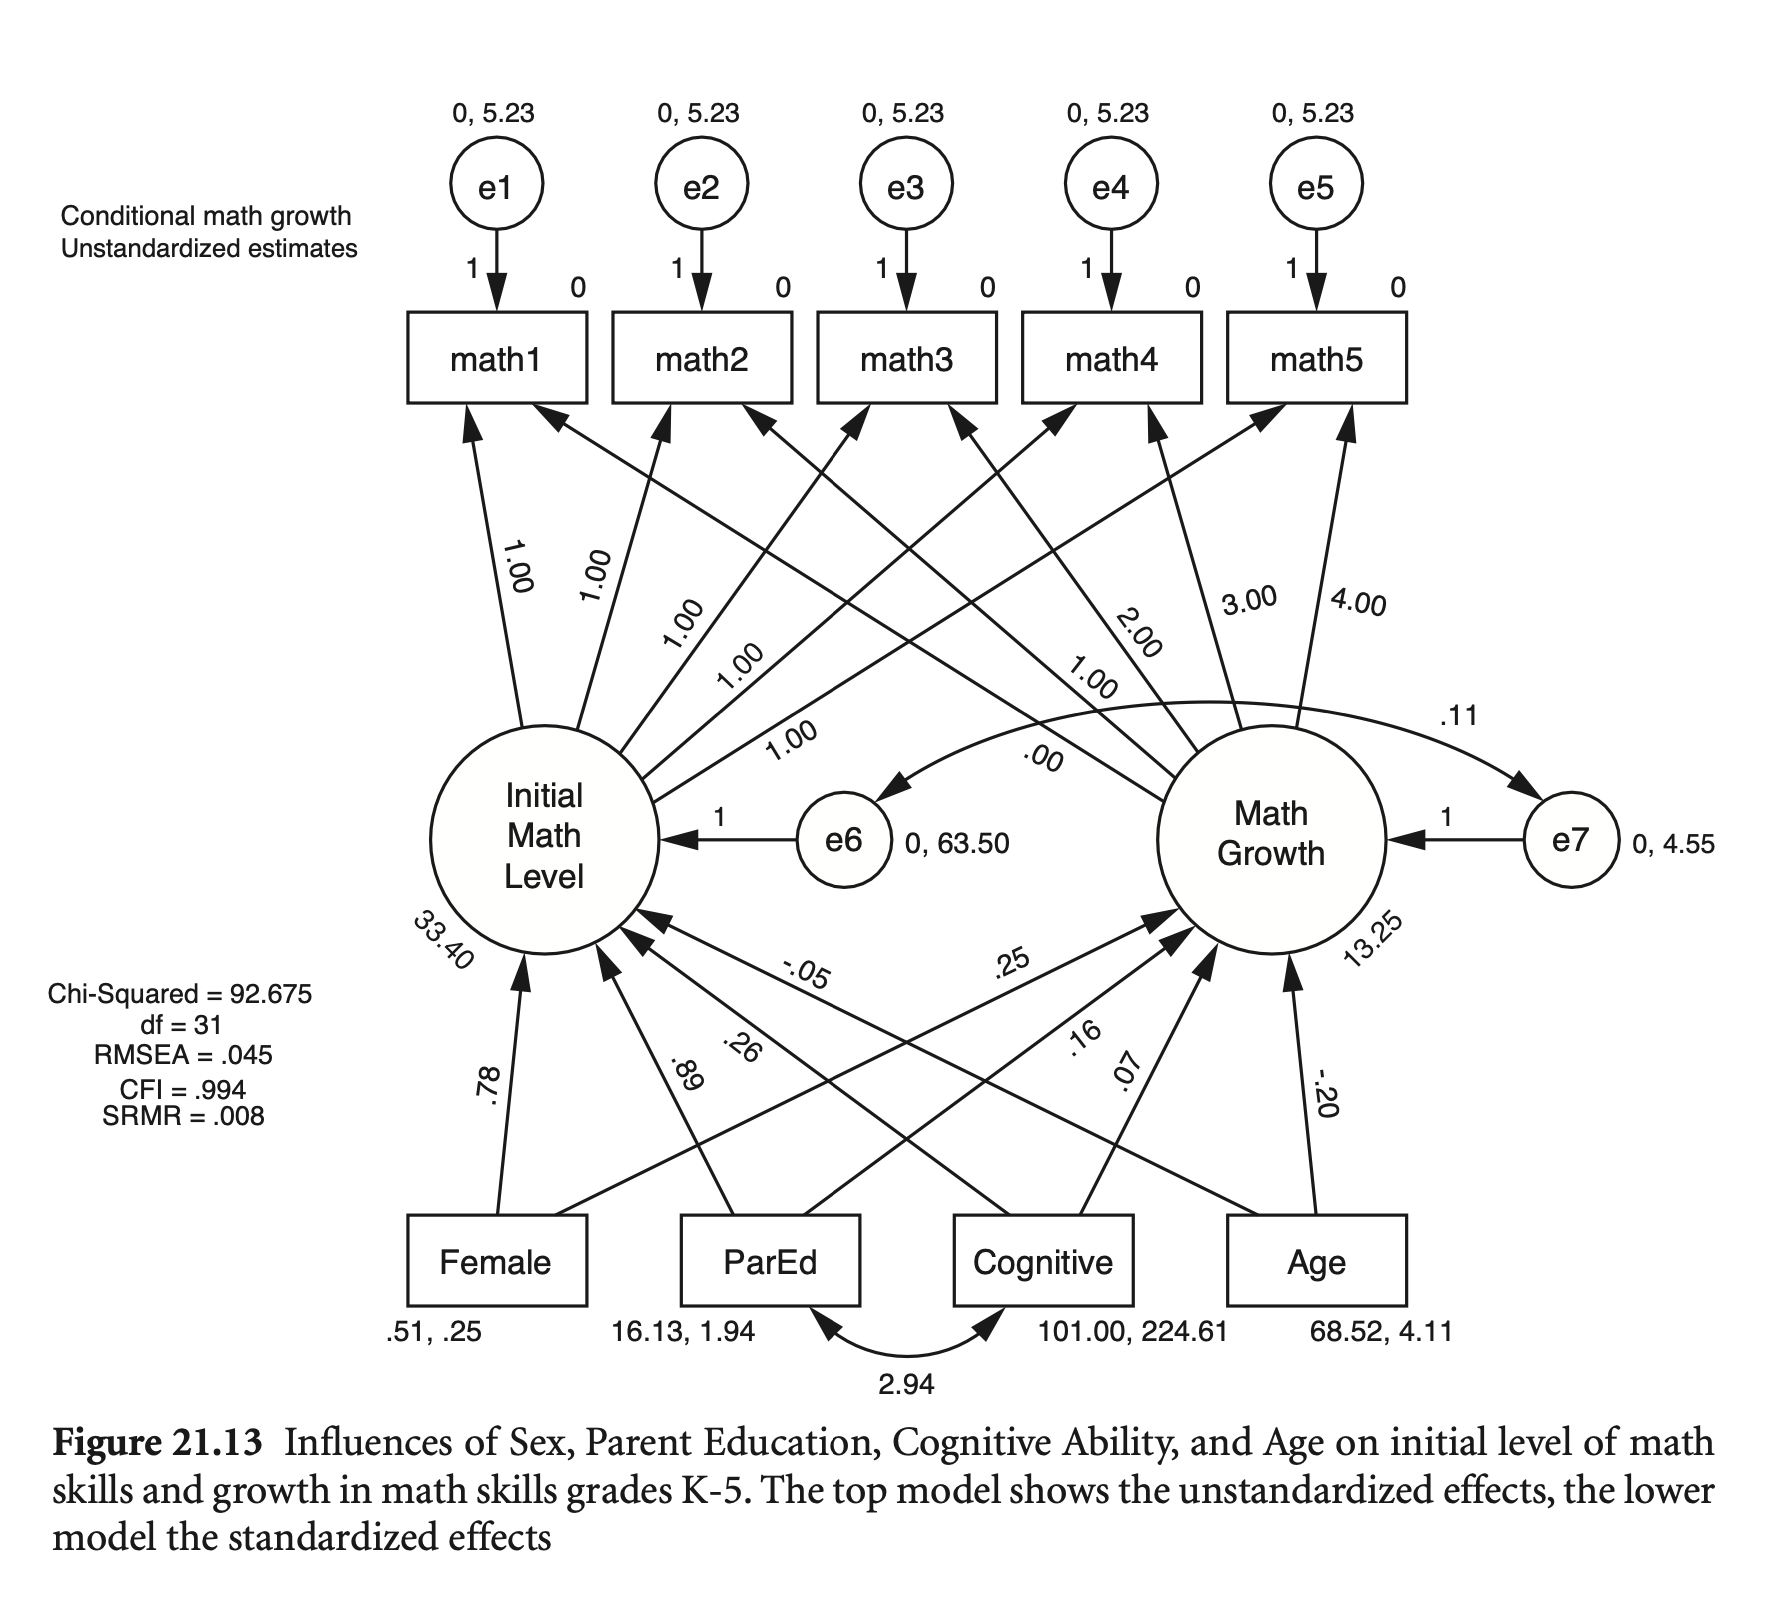 0, 5.23 0, 5.23 0, 5.23 0, 5.23 0, 5.23
e1 e2 e3 e4 e5
Conditional math growth
Unstandardized estimates
1 1 1 1 1
0 0 0 0 0
math1 math2 math3 math4 math5
1.00 1.00 1.00 1.00 1.00
.00 1.00 2.00 3.00 4.00
.11
Initial
Math
Level
1
e6
0, 63.50
Math
Growth
1
e7
0, 4.55
33.40
13.25
Chi-Squared = 92.675
df = 31
RMSEA = .045
CFI = .994
SRMR = .008
.78 .89 .26 -.05 .25 .16 .07 -.20
Female ParEd Cognitive Age
.51, .25 16.13, 1.94 101.00, 224.61 68.52, 4.11
2.94
Figure 21.13 Influences of Sex, Parent Education, Cognitive Ability, and Age on initial level of math
skills and growth in math skills grades K-5. The top model shows the unstandardized effects, the lower
model the standardized effects